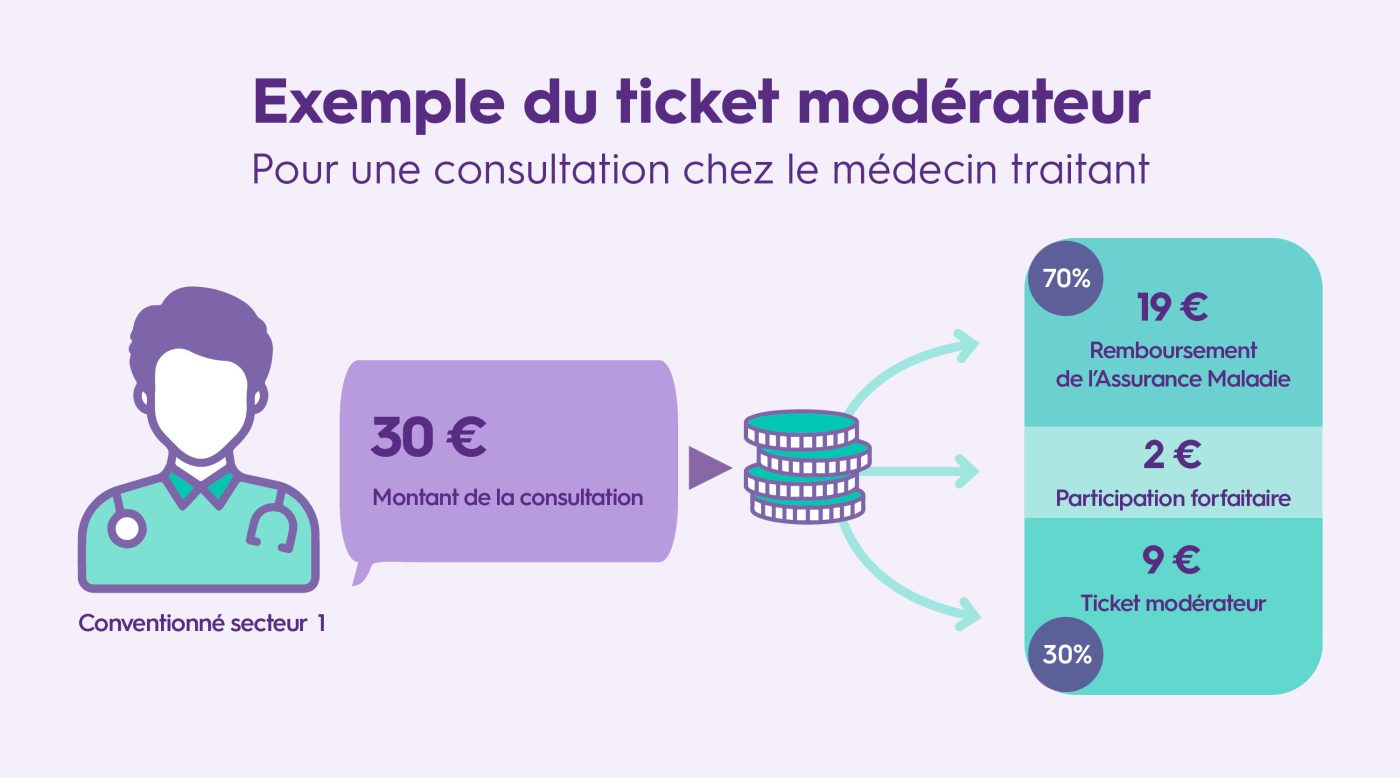 Exemple du ticket modérateur
Pour une consultation chez le médecin traitant
30 €
Montant de la consultation
Conventionné secteur 1
70%
19 €
Remboursement
de l'Assurance Maladie
2 €
Participation forfaitaire
9 €
Ticket modérateur
30%